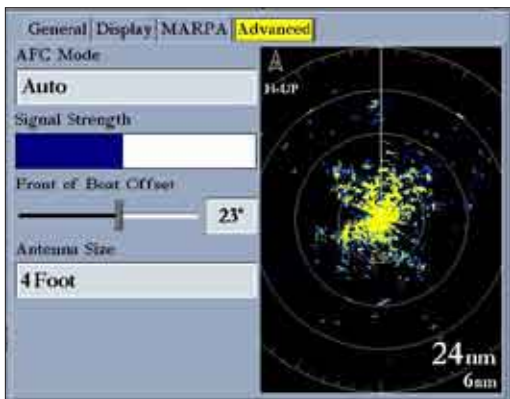 General Display MARPA Advanced
AFC Mode
Auto
Signal Strength
Front of Boat Offset
23°
Antenna Size
4 Foot
H-UP
24nm
6nm